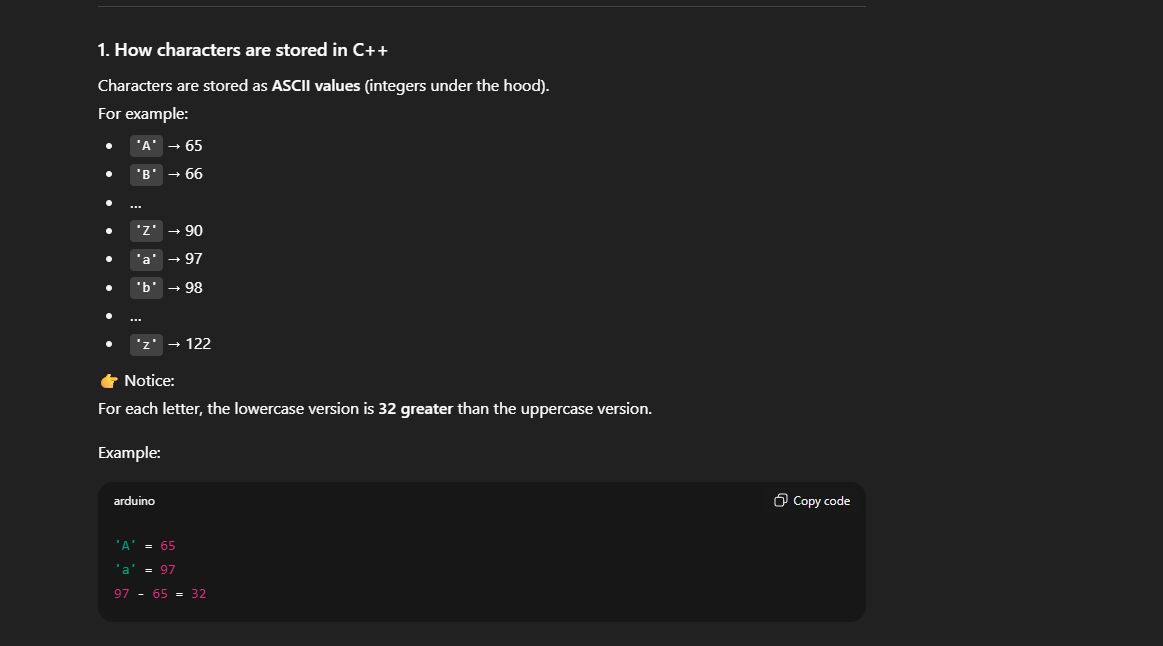 1. How characters are stored in C++
Characters are stored as ASCII values (integers under the hood).
For example:
• 'A' → 65
• 'B' → 66
• ...
• 'Z' → 90
• 'a' → 97
• 'b' → 98
• ...
• 'z' → 122
👉 Notice:
For each letter, the lowercase version is 32 greater than the uppercase version.
Example:
arduino Copy code
'A' = 65
'a' = 97
97 - 65 = 32